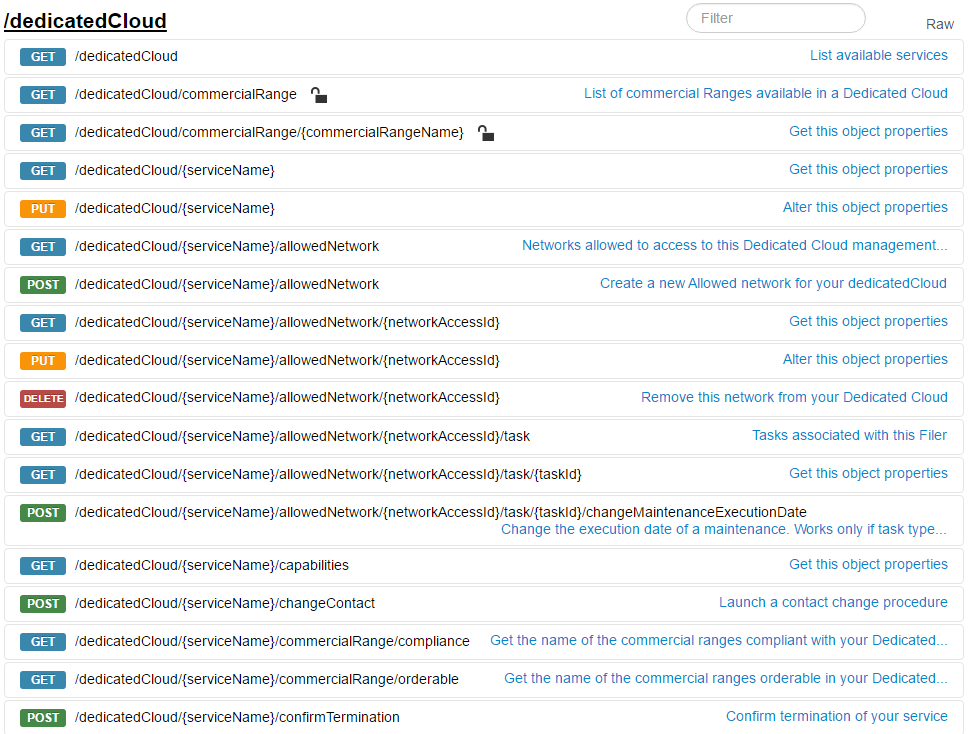 /dedicatedCloud Filter Raw
GET /dedicatedCloud List available services
GET /dedicatedCloud/commercialRange List of commercial Ranges available in a Dedicated Cloud
GET /dedicatedCloud/commercialRange/{commercialRangeName} Get this object properties
GET /dedicatedCloud/{serviceName} Get this object properties
PUT /dedicatedCloud/{serviceName} Alter this object properties
GET /dedicatedCloud/{serviceName}/allowedNetwork Networks allowed to access to this Dedicated Cloud management...
POST /dedicatedCloud/{serviceName}/allowedNetwork Create a new Allowed network for your dedicatedCloud
GET /dedicatedCloud/{serviceName}/allowedNetwork/{networkAccessId} Get this object properties
PUT /dedicatedCloud/{serviceName}/allowedNetwork/{networkAccessId} Alter this object properties
DELETE /dedicatedCloud/{serviceName}/allowedNetwork/{networkAccessId} Remove this network from your Dedicated Cloud
GET /dedicatedCloud/{serviceName}/allowedNetwork/{networkAccessId}/task Tasks associated with this Filer
GET /dedicatedCloud/{serviceName}/allowedNetwork/{networkAccessId}/task/{taskId} Get this object properties
POST /dedicatedCloud/{serviceName}/allowedNetwork/{networkAccessId}/task/{taskId}/changeMaintenanceExecutionDate
Change the execution date of a maintenance. Works only if task type...
GET /dedicatedCloud/{serviceName}/capabilities Get this object properties
POST /dedicatedCloud/{serviceName}/changeContact Launch a contact change procedure
GET /dedicatedCloud/{serviceName}/commercialRange/compliance Get the name of the commercial ranges compliant with your Dedicated...
GET /dedicatedCloud/{serviceName}/commercialRange/orderable Get the name of the commercial ranges orderable in your Dedicated...
POST /dedicatedCloud/{serviceName}/confirmTermination Confirm termination of your service